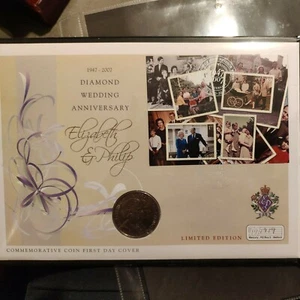 1947 - 2007
DIAMOND
WEDDING
ANNIVERSARY
Elizabeth
& Philip
LIMITED EDITION
COMMEMORATIVE COIN FIRST DAY COVER